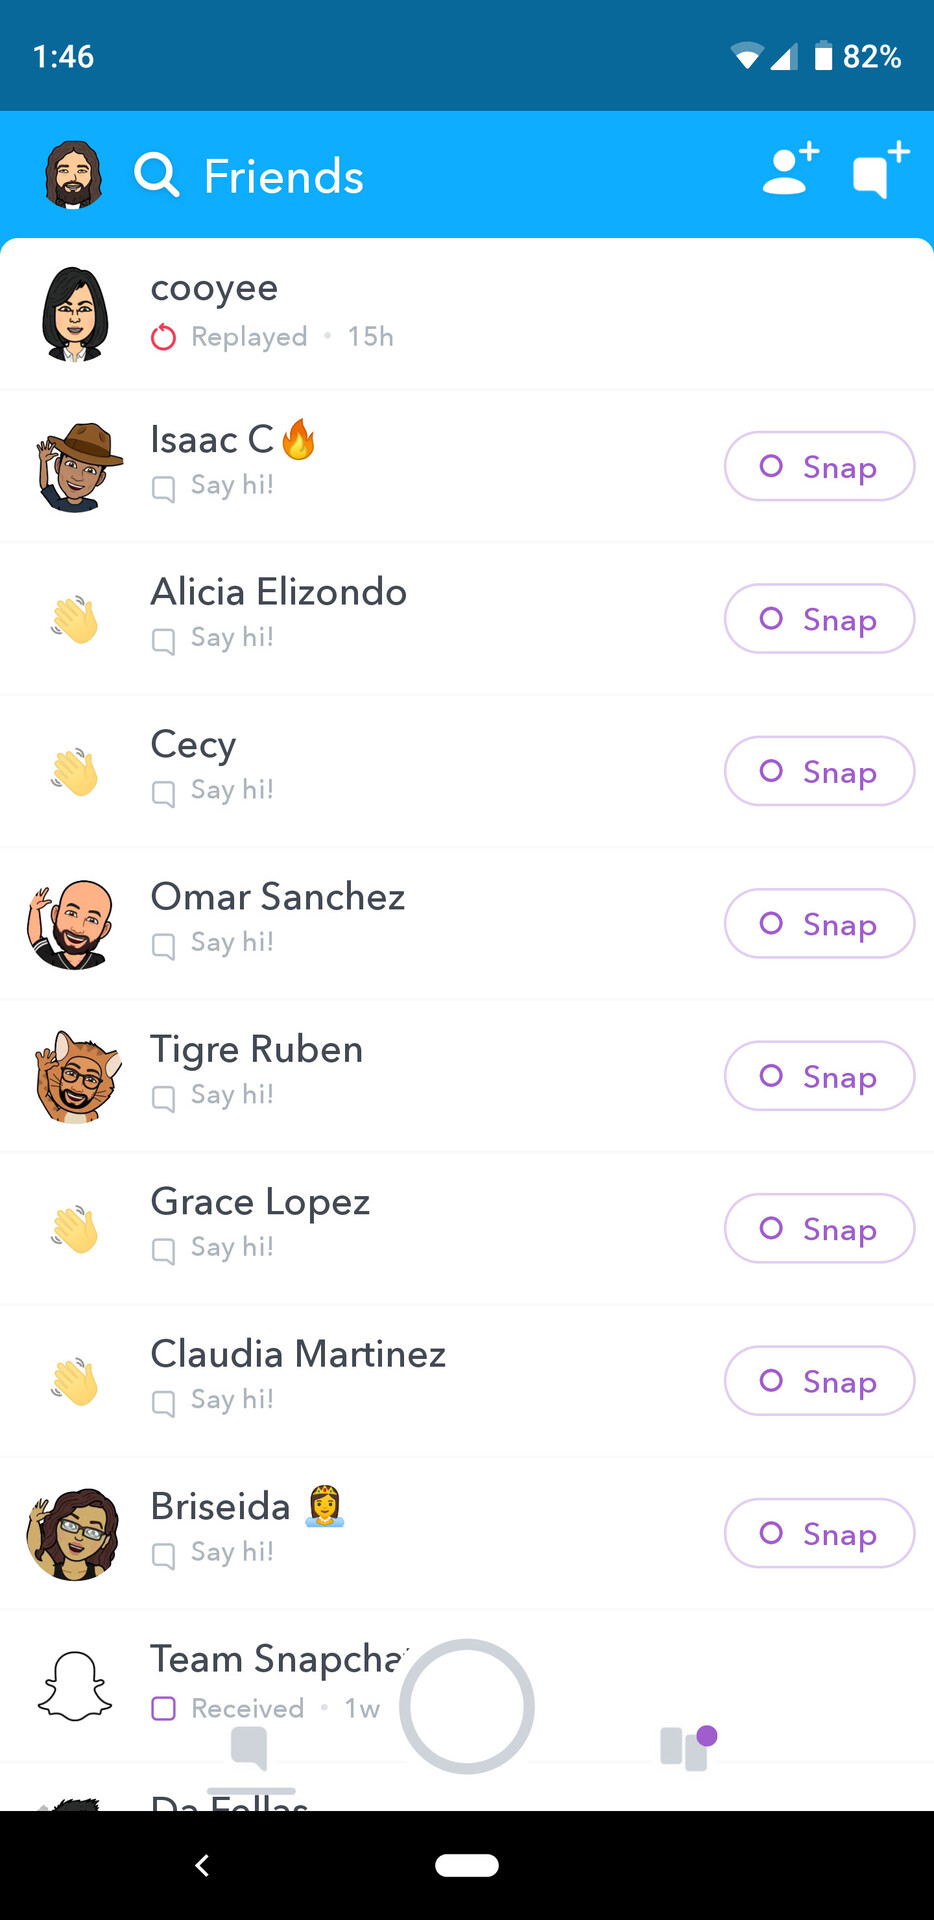 1:46 82%
Friends
cooyee
Replayed • 15h
Isaac C🔥
Say hi!
Snap
Alicia Elizondo
Say hi!
Snap
Cecy
Say hi!
Snap
Omar Sanchez
Say hi!
Snap
Tigre Ruben
Say hi!
Snap
Grace Lopez
Say hi!
Snap
Claudia Martinez
Say hi!
Snap
Briseida 👸
Say hi!
Snap
Team Snapcha
Received • 1w
Da Fellas